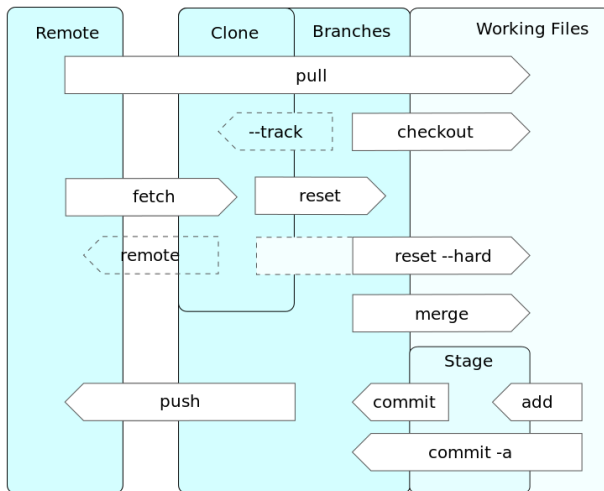 Remote
Clone
Branches
Working Files
pull
--track
checkout
fetch
reset
remote
reset --hard
merge
Stage
push
commit
add
commit -a